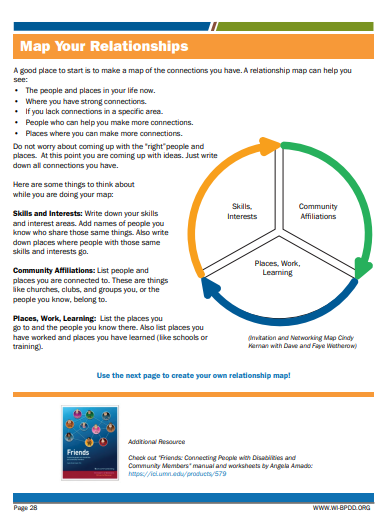 Map Your Relationships
A good place to start is to make a map of the connections you have. A relationship map can help you
see:
• The people and places in your life now.
• Where you have strong connections.
• If you lack connections in a specific area.
• People who can help you make more connections.
• Places where you can make more connections.
Do not worry about coming up with the "right"people and
places.  At this point you are coming up with ideas. Just write
down all connections you have.
Here are some things to think about
while you are doing your map:
Skills and Interests: Write down your skills
and interest areas. Add names of people you
know who share those same things. Also write
down places where people with those same
skills and interests go.
Community Affiliations: List people and
places you are connected to. These are things
like churches, clubs, and groups you, or the
people you know, belong to.
Places, Work, Learning:  List the places you
go to and the people you know there. Also list places you
have worked and places you have learned (like schools or
training).
Skills,
Interests
Community
Affiliations
Places, Work,
Learning
(Invitation and Networking Map Cindy
Kernan with Dave and Faye Wetherow)
Use the next page to create your own relationship map!
Friends
Additional Resource
Check out "Friends: Connecting People with Disabilities and
Community Members" manual and worksheets by Angela Amado:
https://ici.umn.edu/products/579
Page 28
WWW.WI-BPDD.ORG